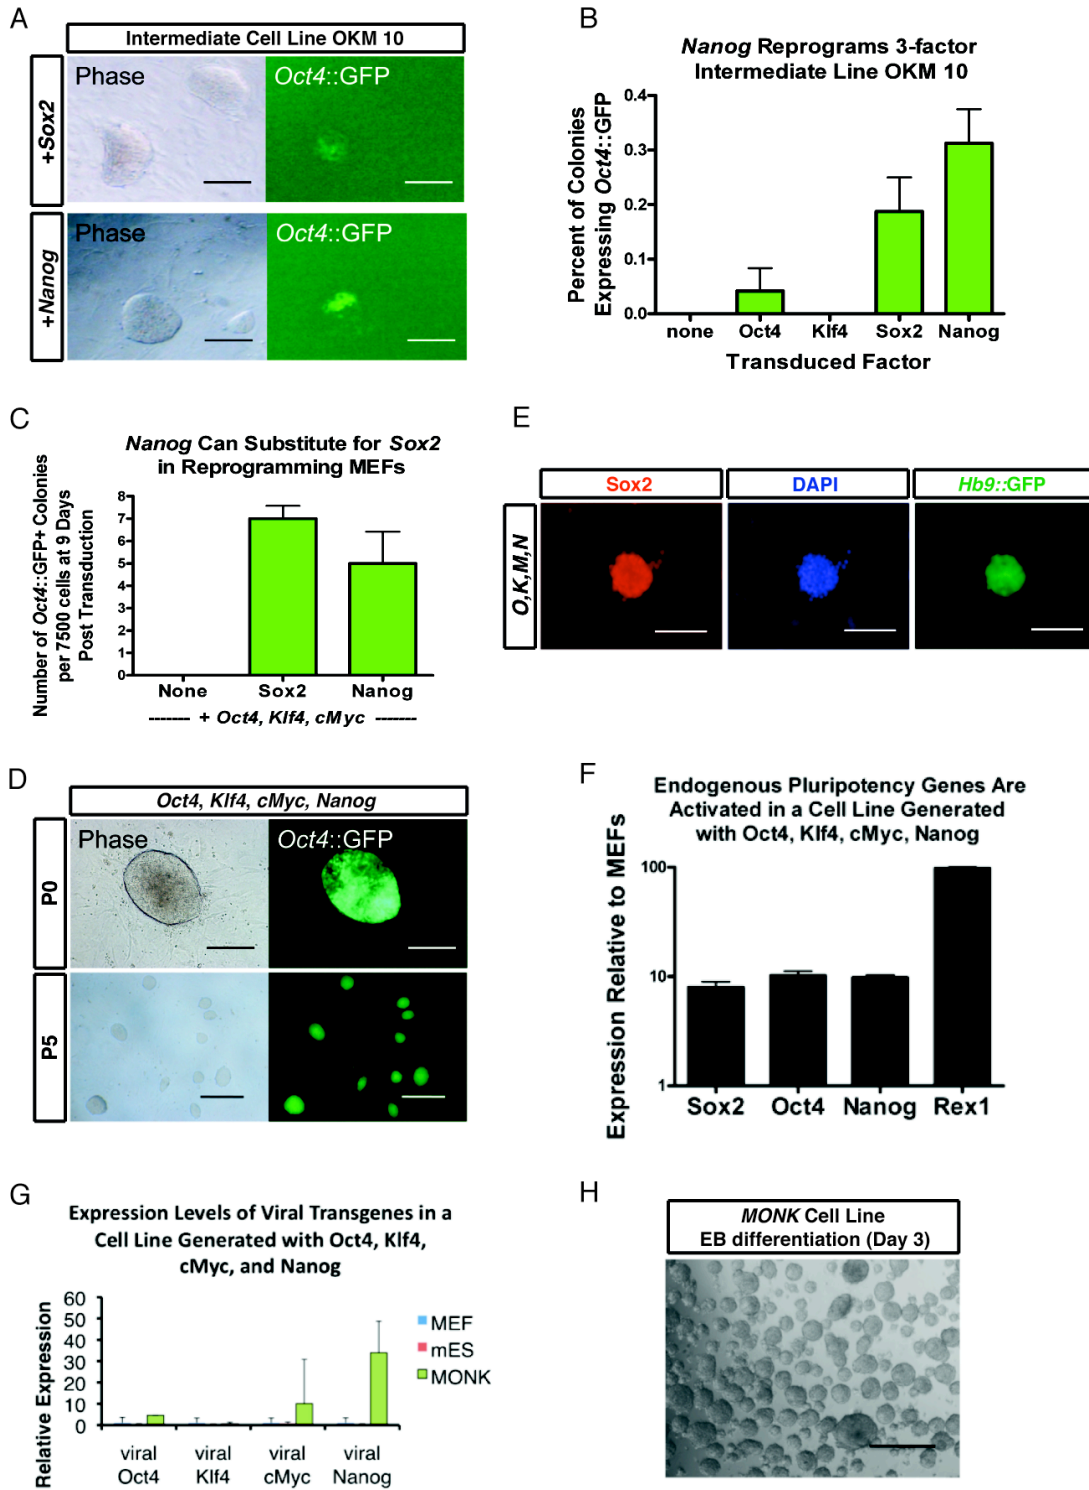 A
Intermediate Cell Line OKM 10
+Sox2
Phase
Oct4::GFP
+Nanog
Phase
Oct4::GFP
B
Nanog Reprograms 3-factor
Intermediate Line OKM 10
Percent of Colonies
Expressing Oct4::GFP
0.4
0.3
0.2
0.1
0.0
none Oct4 Klf4 Sox2 Nanog
Transduced Factor
C
Nanog Can Substitute for Sox2
in Reprogramming MEFs
Number of Oct4::GFP+ Colonies
per 7500 cells at 9 Days
Post Transduction
8
7
6
5
4
3
2
1
0
None Sox2 Nanog
------- + Oct4, Klf4, cMyc -------
E
Sox2 DAPI Hb9::GFP
O,K,M,N
D
Oct4, Klf4, cMyc, Nanog
P0
Phase
Oct4::GFP
P5
F
Endogenous Pluripotency Genes Are
Activated in a Cell Line Generated
with Oct4, Klf4, cMyc, Nanog
Expression Relative to MEFs
100
10
1
Sox2 Oct4 Nanog Rex1
G
Expression Levels of Viral Transgenes in a
Cell Line Generated with Oct4, Klf4,
cMyc, and Nanog
Relative Expression
60
50
40
30
20
10
0
MEF
mES
MONK
viral viral viral viral
Oct4 Klf4 cMyc Nanog
H
MONK Cell Line
EB differentiation (Day 3)